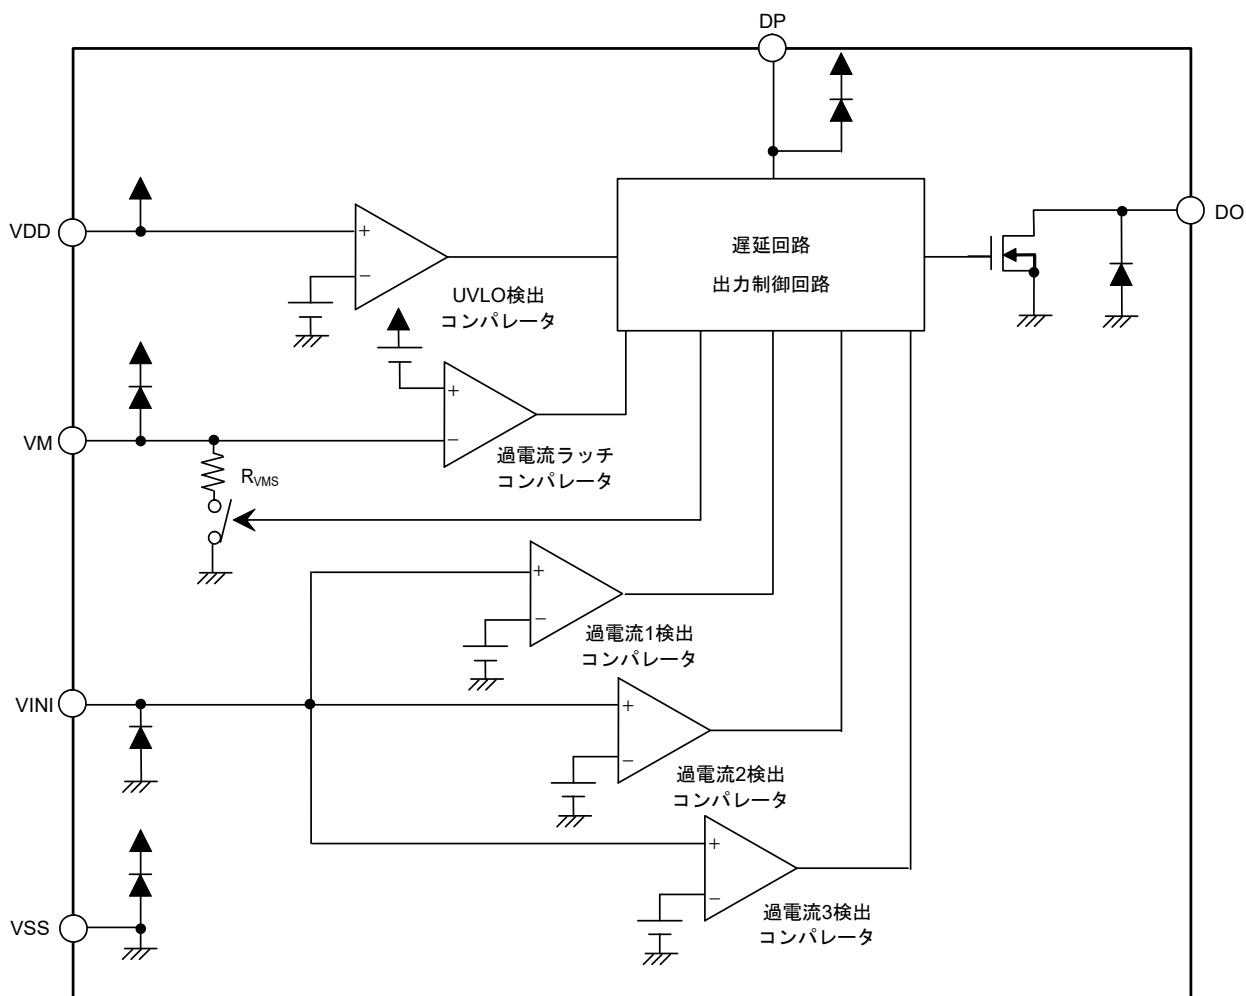 DP
VDD
+
−
UVLO検出
コンパレータ
遅延回路
出力制御回路
DO
VM
+
−
過電流ラッチ
コンパレータ
RVMS
+
−
過電流1検出
コンパレータ
VINI
+
−
過電流2検出
コンパレータ
+
−
過電流3検出
コンパレータ
VSS